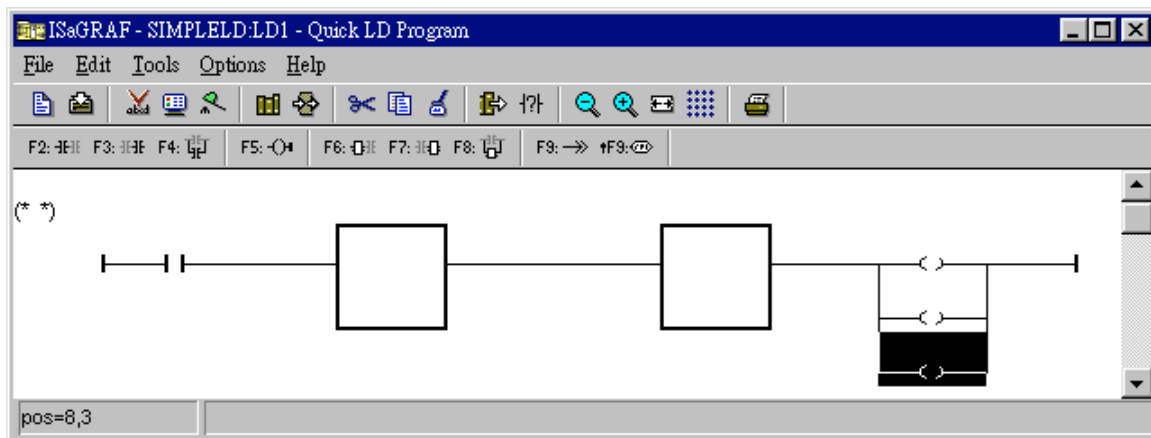 ISaGRAF - SIMPLELD:LD1 - Quick LD Program
File Edit Tools Options Help
abcd
F2: F3: F4: F5: F6: F7: F8: F9: F9:
(* *)
pos=8,3